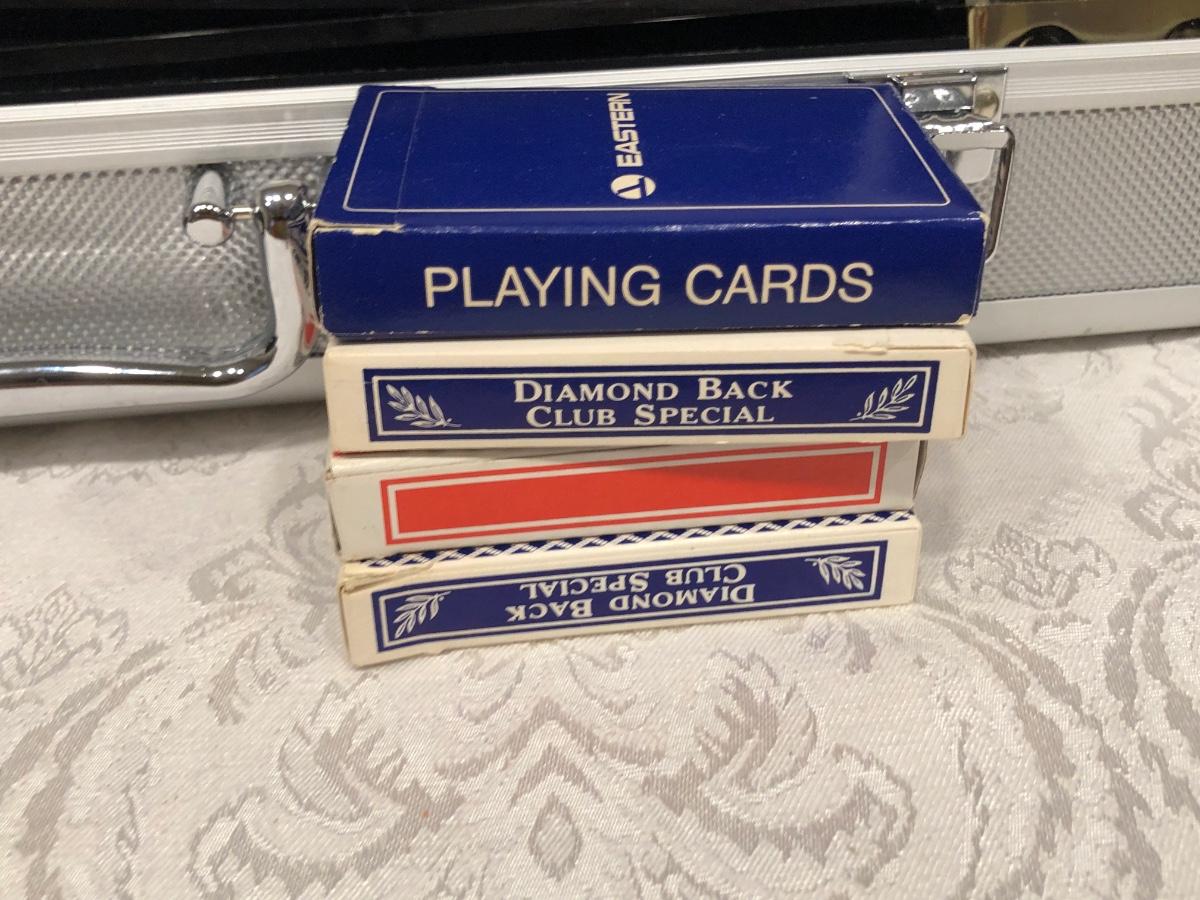 EASTERN
PLAYING CARDS
DIAMOND BACK
CLUB SPECIAL
DIAMOND BACK
CLUB SPECIAL